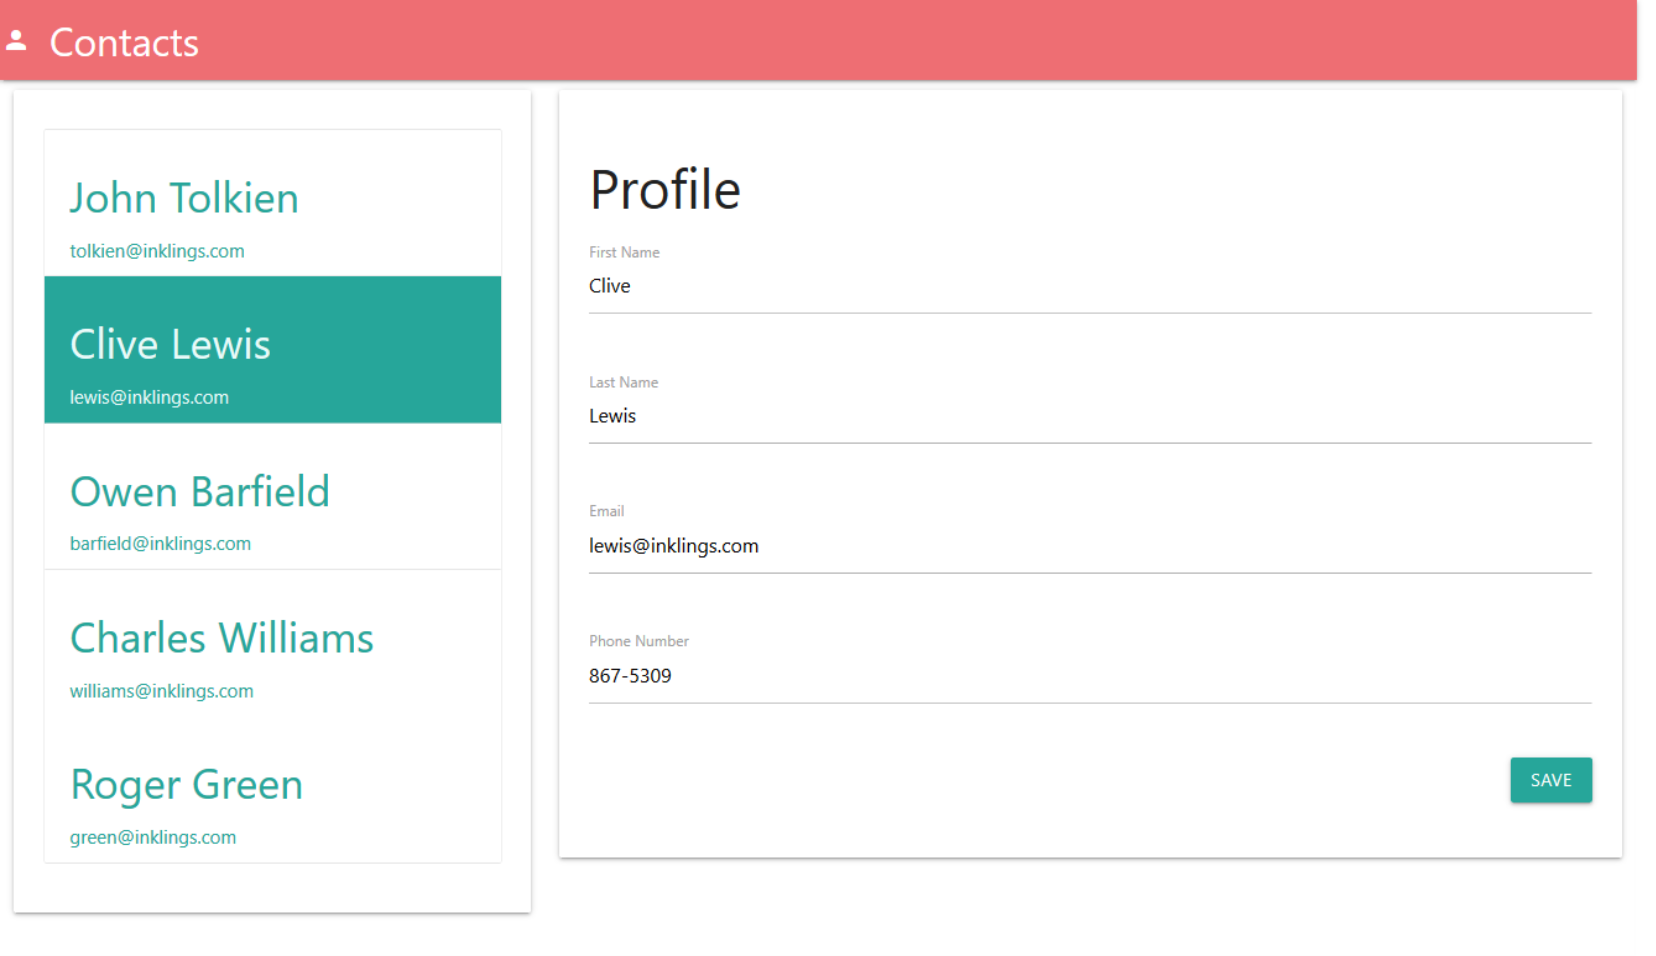 Contacts
John Tolkien
tolkien@inklings.com
Clive Lewis
lewis@inklings.com
Owen Barfield
barfield@inklings.com
Charles Williams
williams@inklings.com
Roger Green
green@inklings.com
Profile
First Name
Clive
Last Name
Lewis
Email
lewis@inklings.com
Phone Number
867-5309
SAVE